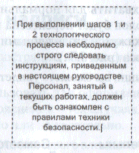 При выполнении шагов 1 и
2 технологического
процесса необходимо
строго следовать
инструкциям, приведенным
в настоящем руководстве.
Персонал, занятый в
текущих работах, должен
быть ознакомлен с
правилами техники
безопасности.